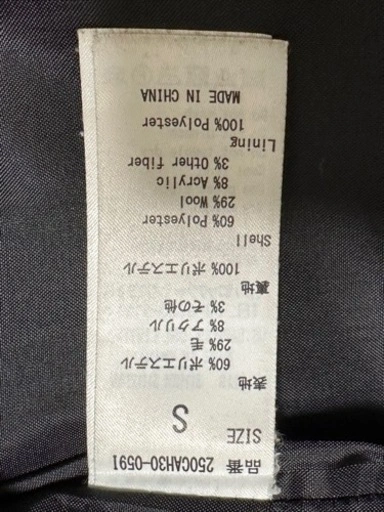 品番 250GAH30-0591
SIZE
S
表地
60% ポリエステル
29% 毛
8% アクリル
3% その他
裏地
100% ポリエステル
Shell
60% Polyester
29% Wool
8% Acrylic
3% Other fiber
Lining
100% Polyester
MADE IN CHINA